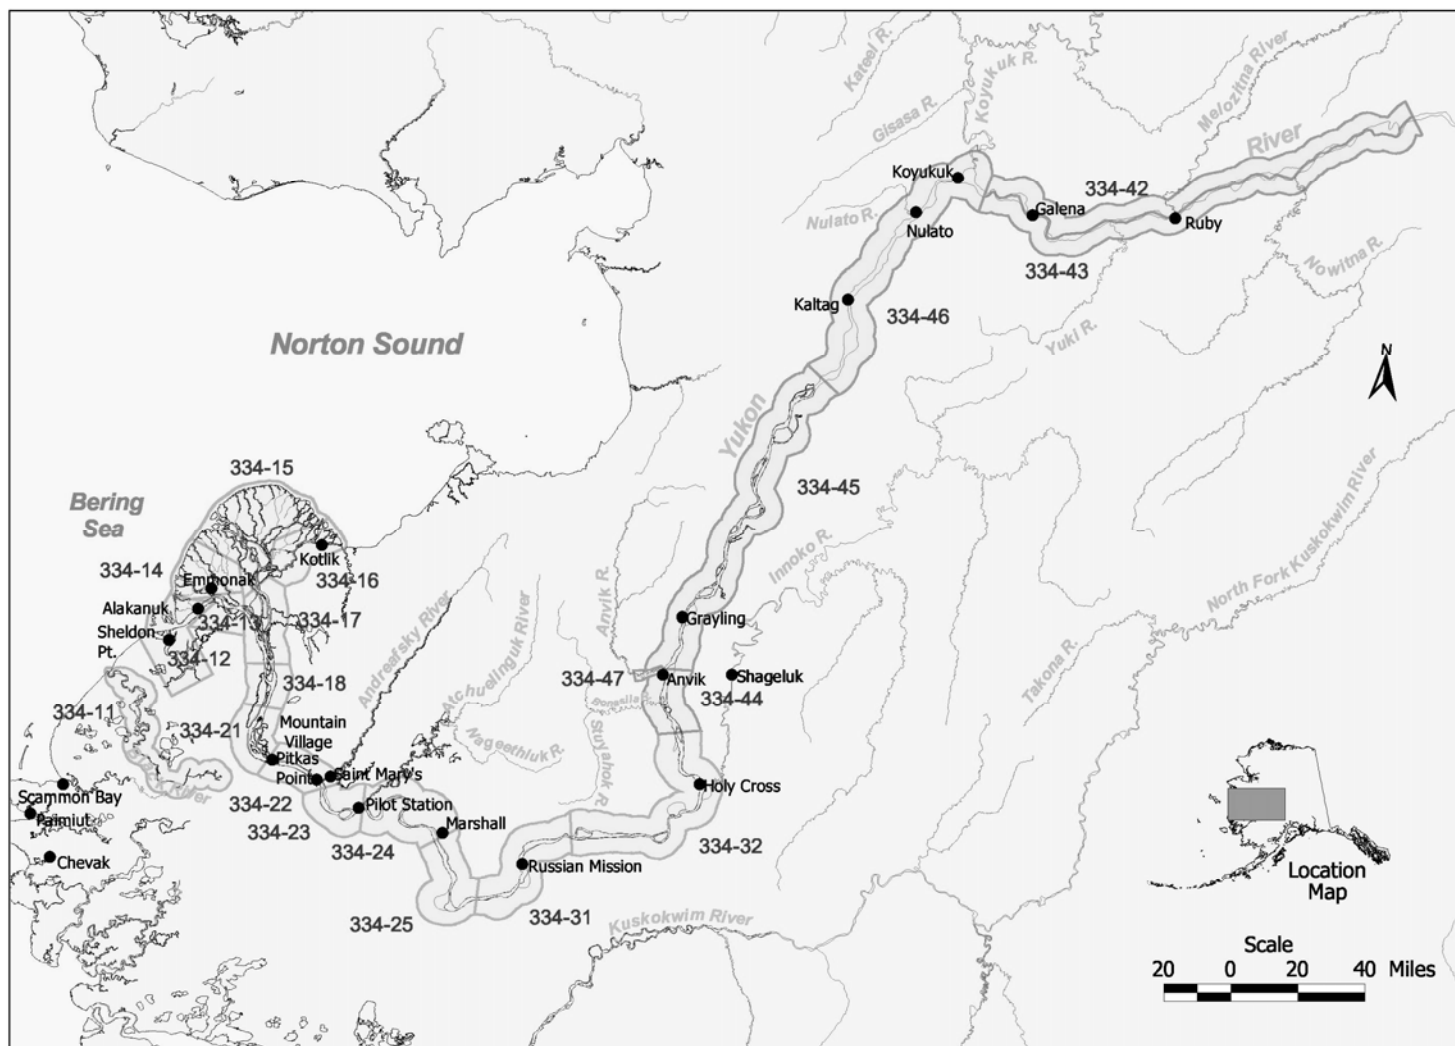 Kateel R.
Koyukuk R.
Melozitna River
Gisasa R.
River
Koyukuk
334-42
Galena
Nulato R.
Nulato
Ruby
334-43
Nowitna R.
Kaltag
334-46
Yuki R.
Norton Sound
N
Yukon
334-15
334-45
Bering
Sea
Innoko R.
North Fork Kuskokwim River
Kotlik
334-14
Emmonak
334-16
Anvik R.
Alakanuk
334-13
334-17
Grayling
Andreafsky River
Atchuelinguk River
Sheldon
Pt.
334-12
Takona R.
334-47
Anvik
Shageluk
334-18
334-44
Bonasila R.
334-11
334-21
Mountain
Village
Nageethluk R.
Stuyahok R.
Pitkas
Point
Saint Mary's
Holy Cross
River
Scammon Bay
334-22
Paimiut
Pilot Station
334-23
Marshall
334-24
334-32
Chevak
Russian Mission
Location
Map
334-25
334-31
Kuskokwim River
Scale
20 0 20 40 Miles